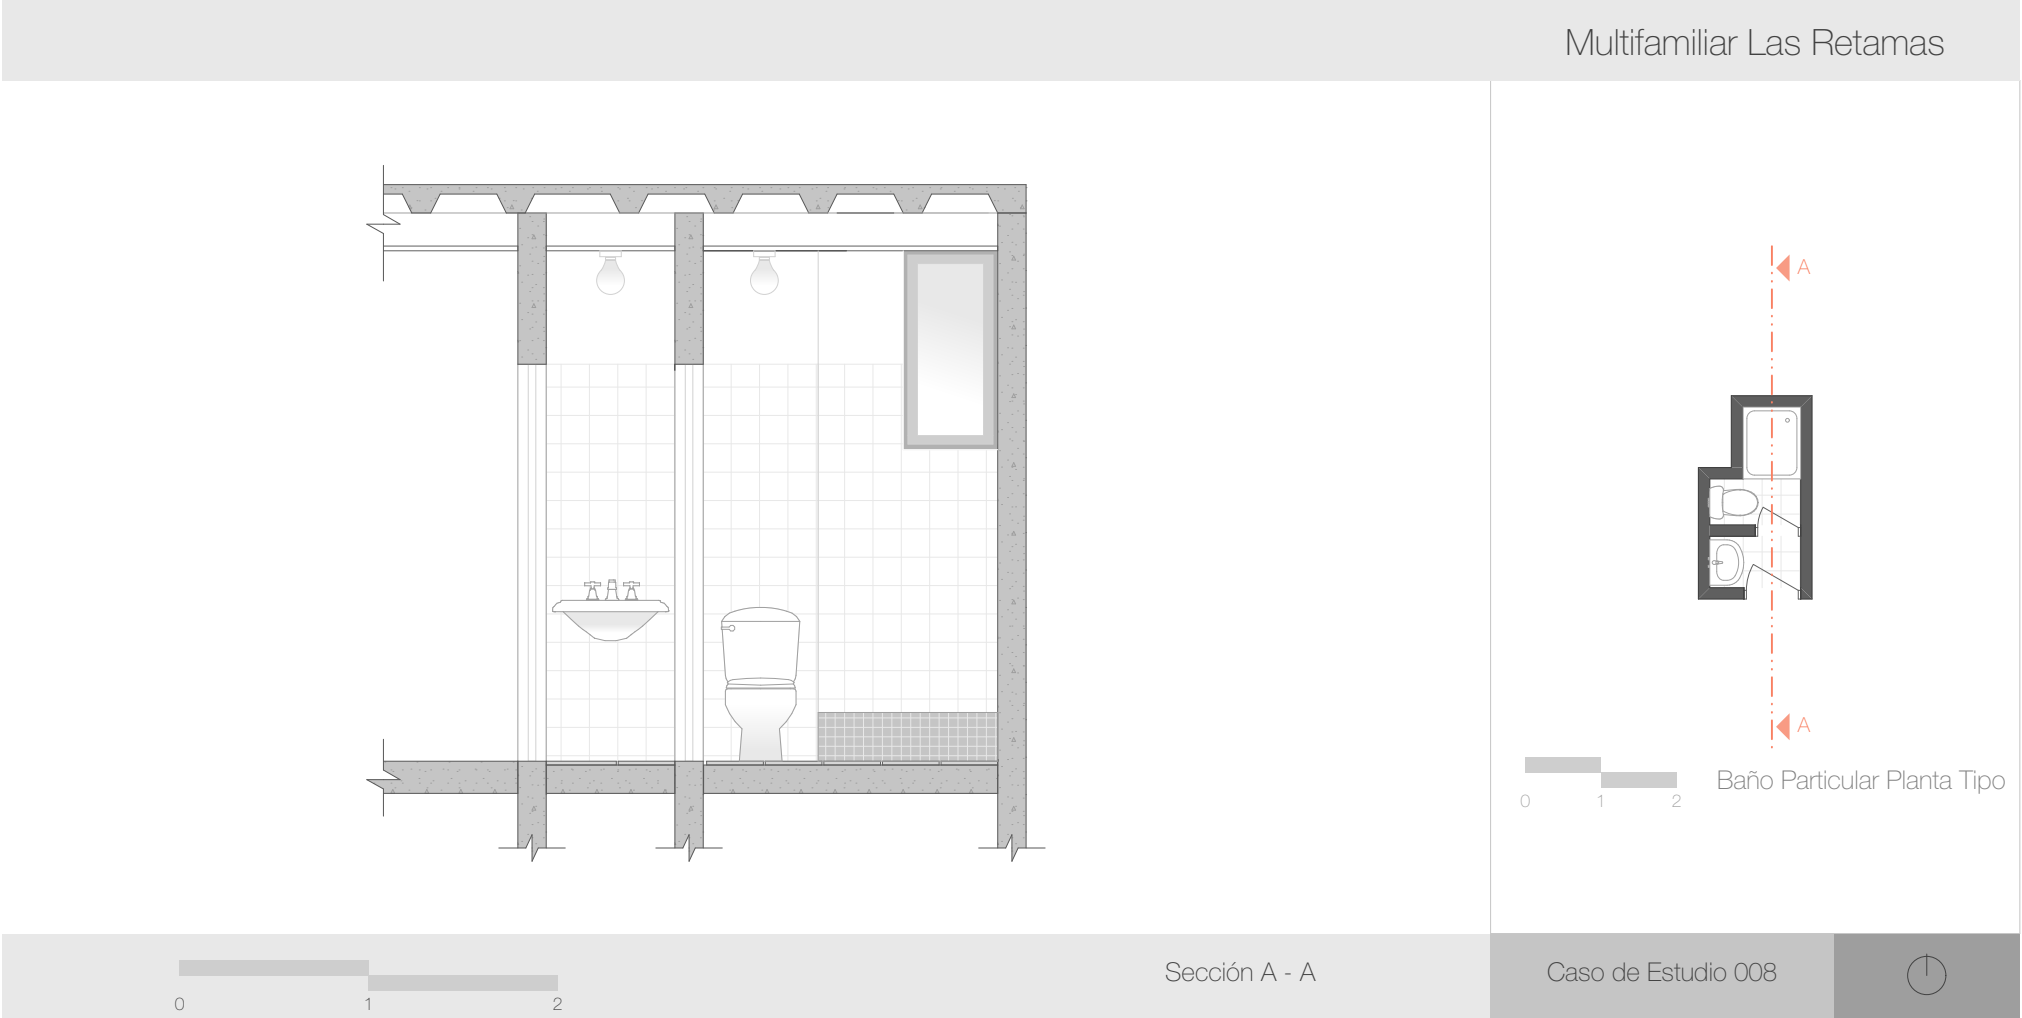 Multifamiliar Las Retamas
A
A
0 1 2
Baño Particular Planta Tipo
0 1 2
Sección A - A
Caso de Estudio 008